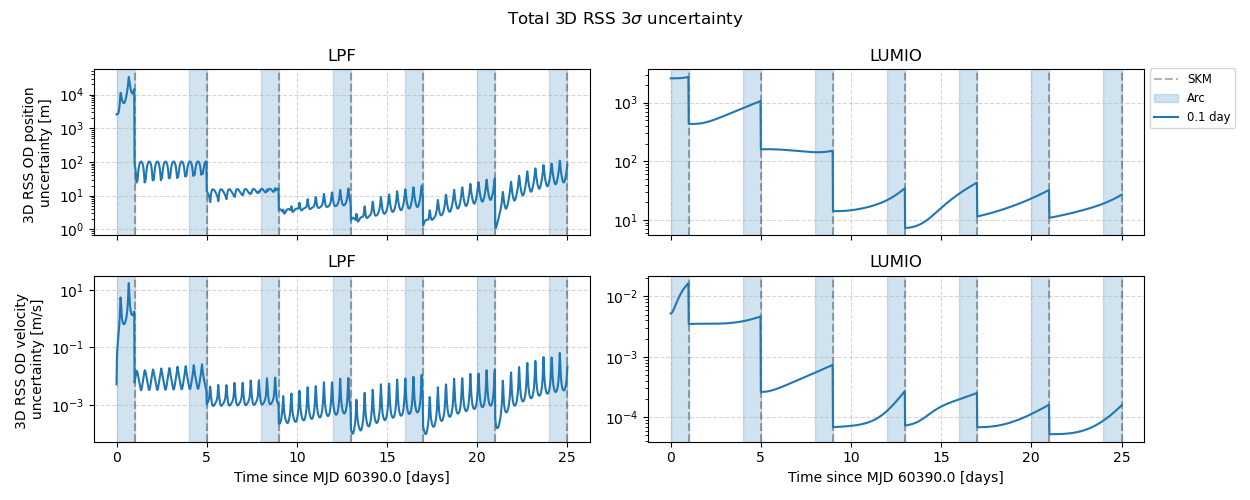 Total 3D RSS 3σ uncertainty
LPF
LUMIO
3D RSS OD position
uncertainty [m]
10⁴
10³
10²
10¹
10⁰
10³
10²
10¹
SKM
Arc
0.1 day
LPF
LUMIO
3D RSS OD velocity
uncertainty [m/s]
10¹
10⁻¹
10⁻³
10⁻²
10⁻³
10⁻⁴
0 5 10 15 20 25
0 5 10 15 20 25
Time since MJD 60390.0 [days]
Time since MJD 60390.0 [days]